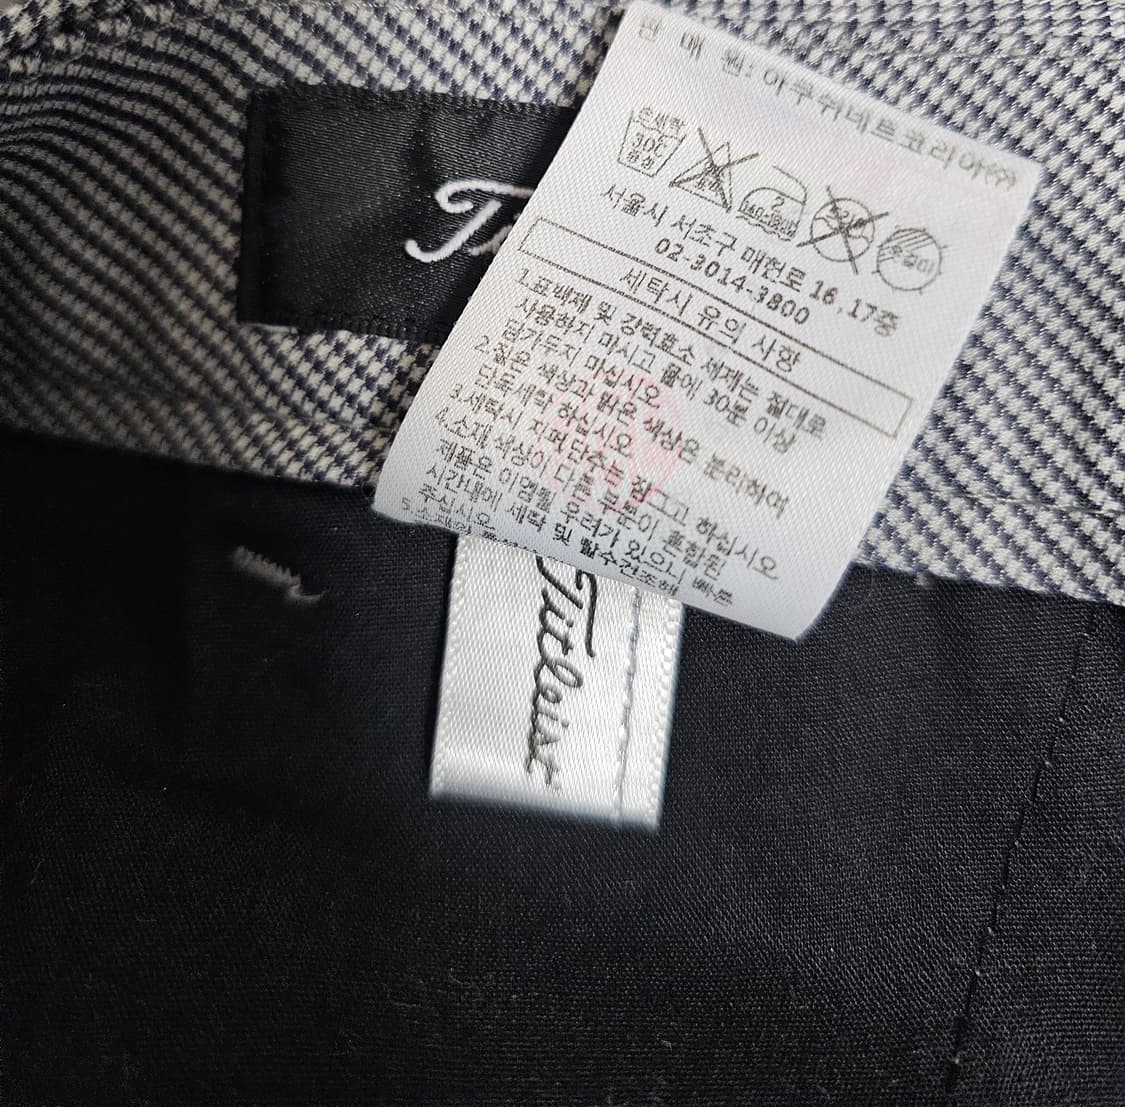 판 매 원: 아쿠쉬네트코리아(주)
손세탁
30℃
중성
2
140~160℃
드라이
옷걸이
서울시 서초구 매헌로 16,17층
02-3014-3800
세탁시 유의 사항
1.표백제 및 강력효소 세제는 절대로
사용하지 마시고 물에 30분 이상
담가두지 마십시오
2.짙은 색상과 밝은 색상은 분리하여
단독세탁 하십시오
3.세탁시 지퍼,단추는 잠그고 하십시오
4.소재,색상이 다른 부분이 혼합된
제품은 이염될 우려가 있으니 빠른
시간내에 세탁 및 탈수건조해
주십시오
Titleist